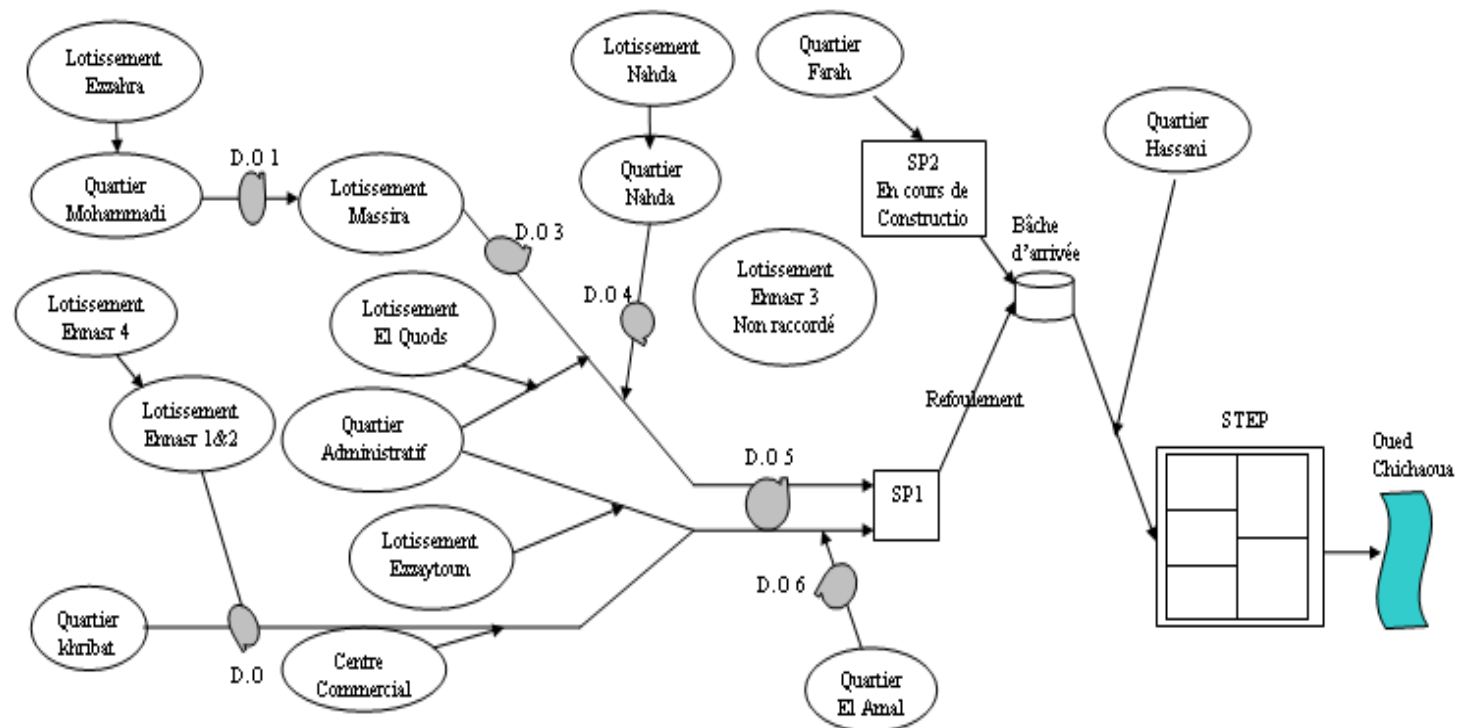 Lotissement
Ezzahra
Quartier
Mohammadi
D.O 1
Lotissement
Massira
D.O 3
Lotissement
Nahda
Quartier
Nahda
D.O 4
Quartier
Farah
SP2
En cours de
Constructio
Bâche
d'arrivée
Quartier
Hassani
Lotissement
Ennasr 3
Non raccordé
Lotissement
Ennasr 4
Lotissement
Ennasr 1&2
Lotissement
El Quods
Quartier
Administratif
Lotissement
Ezzaytoun
Quartier
khribat
D.O
Centre
Commercial
D.O 5
SP1
Refoulement
D.O 6
Quartier
El Amal
STEP
Oued
Chichaoua